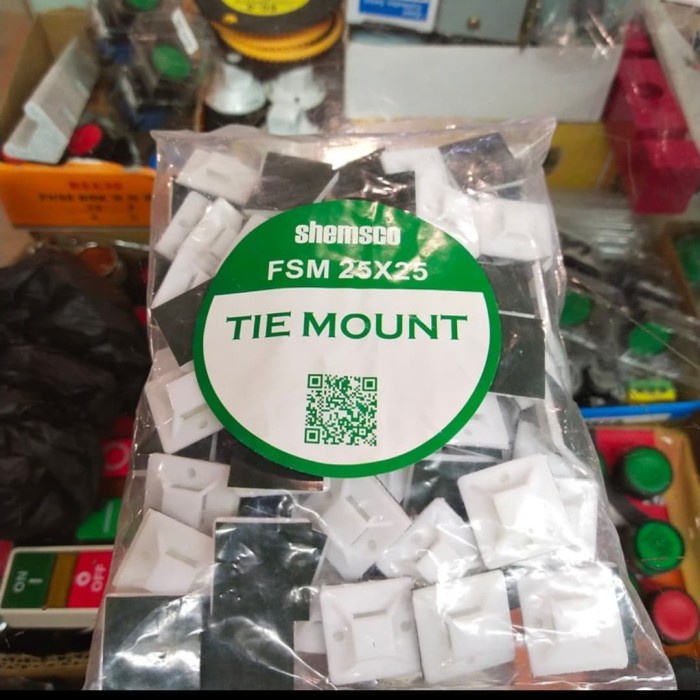 shemsco
FSM 25X25
TIE MOUNT
ON
OFF